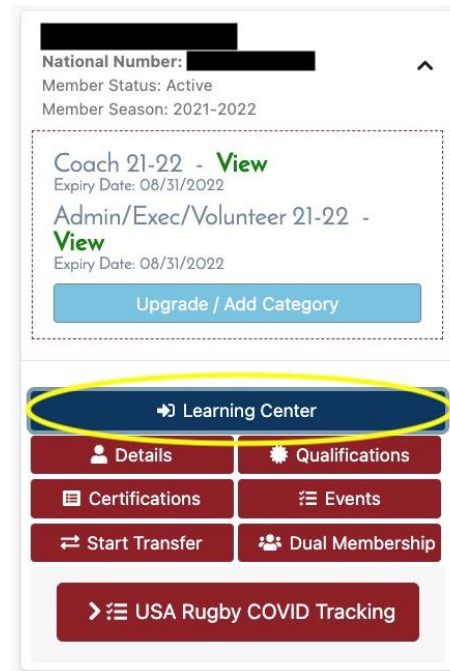 National Number:
Member Status: Active
Member Season: 2021-2022
Coach 21-22 - View
Expiry Date: 08/31/2022
Admin/Exec/Volunteer 21-22 -
View
Expiry Date: 08/31/2022
Upgrade / Add Category
Learning Center
Details
Qualifications
Certifications
Events
Start Transfer
Dual Membership
USA Rugby COVID Tracking